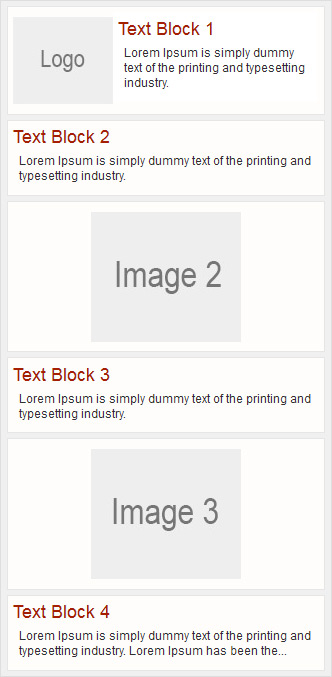 Logo
Text Block 1
Lorem Ipsum is simply dummy
text of the printing and typesetting
industry.
Text Block 2
Lorem Ipsum is simply dummy text of the printing and
typesetting industry.
Image 2
Text Block 3
Lorem Ipsum is simply dummy text of the printing and
typesetting industry.
Image 3
Text Block 4
Lorem Ipsum is simply dummy text of the printing and
typesetting industry. Lorem Ipsum has been the...